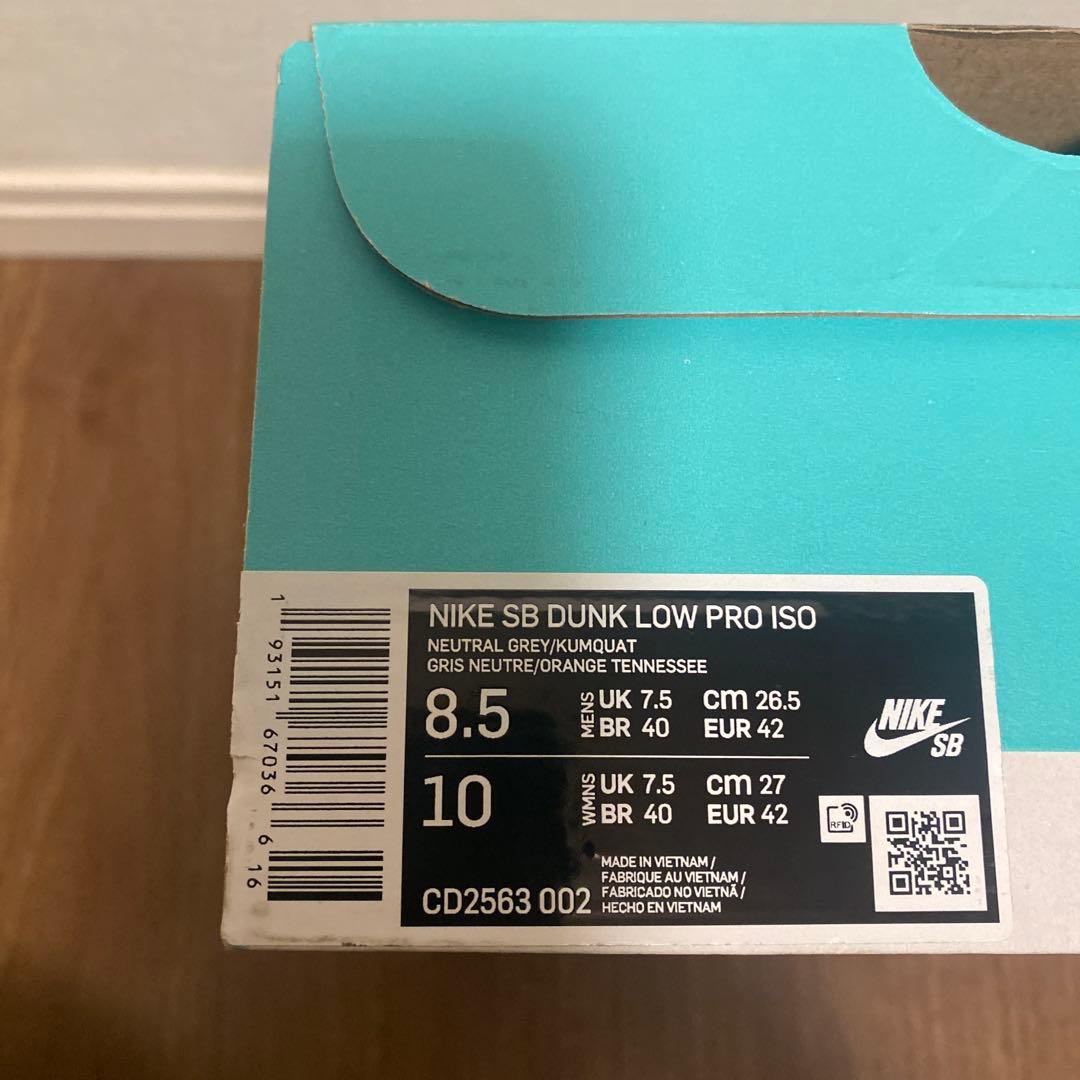 NIKE SB DUNK LOW PRO ISO
NEUTRAL GREY/KUMQUAT
GRIS NEUTRE/ORANGE TENNESSEE
8.5 MENS UK 7.5 cm 26.5
BR 40 EUR 42
10 WMNS UK 7.5 cm 27
BR 40 EUR 42
NIKE
SB
RFID
CD2563 002
MADE IN VIETNAM /
FABRIQUE AU VIETNAM /
FABRICADO NO VIETNÃ /
HECHO EN VIETNAM
1 93151 67036 6 16